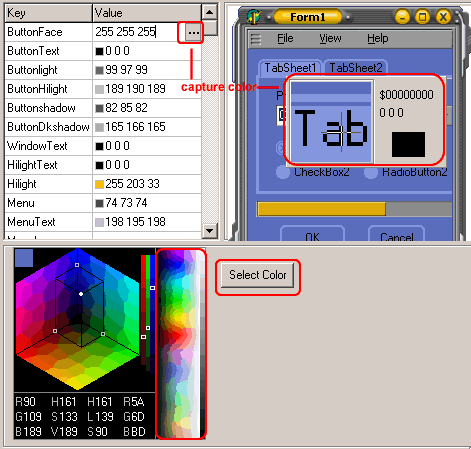 Key Value
ButtonFace 255 255 255 ...
ButtonText 0 0 0
Buttonlight 99 97 99
ButtonHilight 189 190 189
Buttonshadow 82 85 82
ButtonDkshadow 165 166 165
WindowText 0 0 0
HilightText 0 0 0
Hilight 255 203 33
Menu 74 73 74
MenuText 198 195 198
capture color
Form1
File View Help
TabSheet1 TabSheet2
Tab
$00000000
0 0 0
CheckBox2 RadioButton2
OK Cancel
Select Color
R90 H161 H161 R5A
G109 S133 L139 G6D
B189 V189 S90 BBD